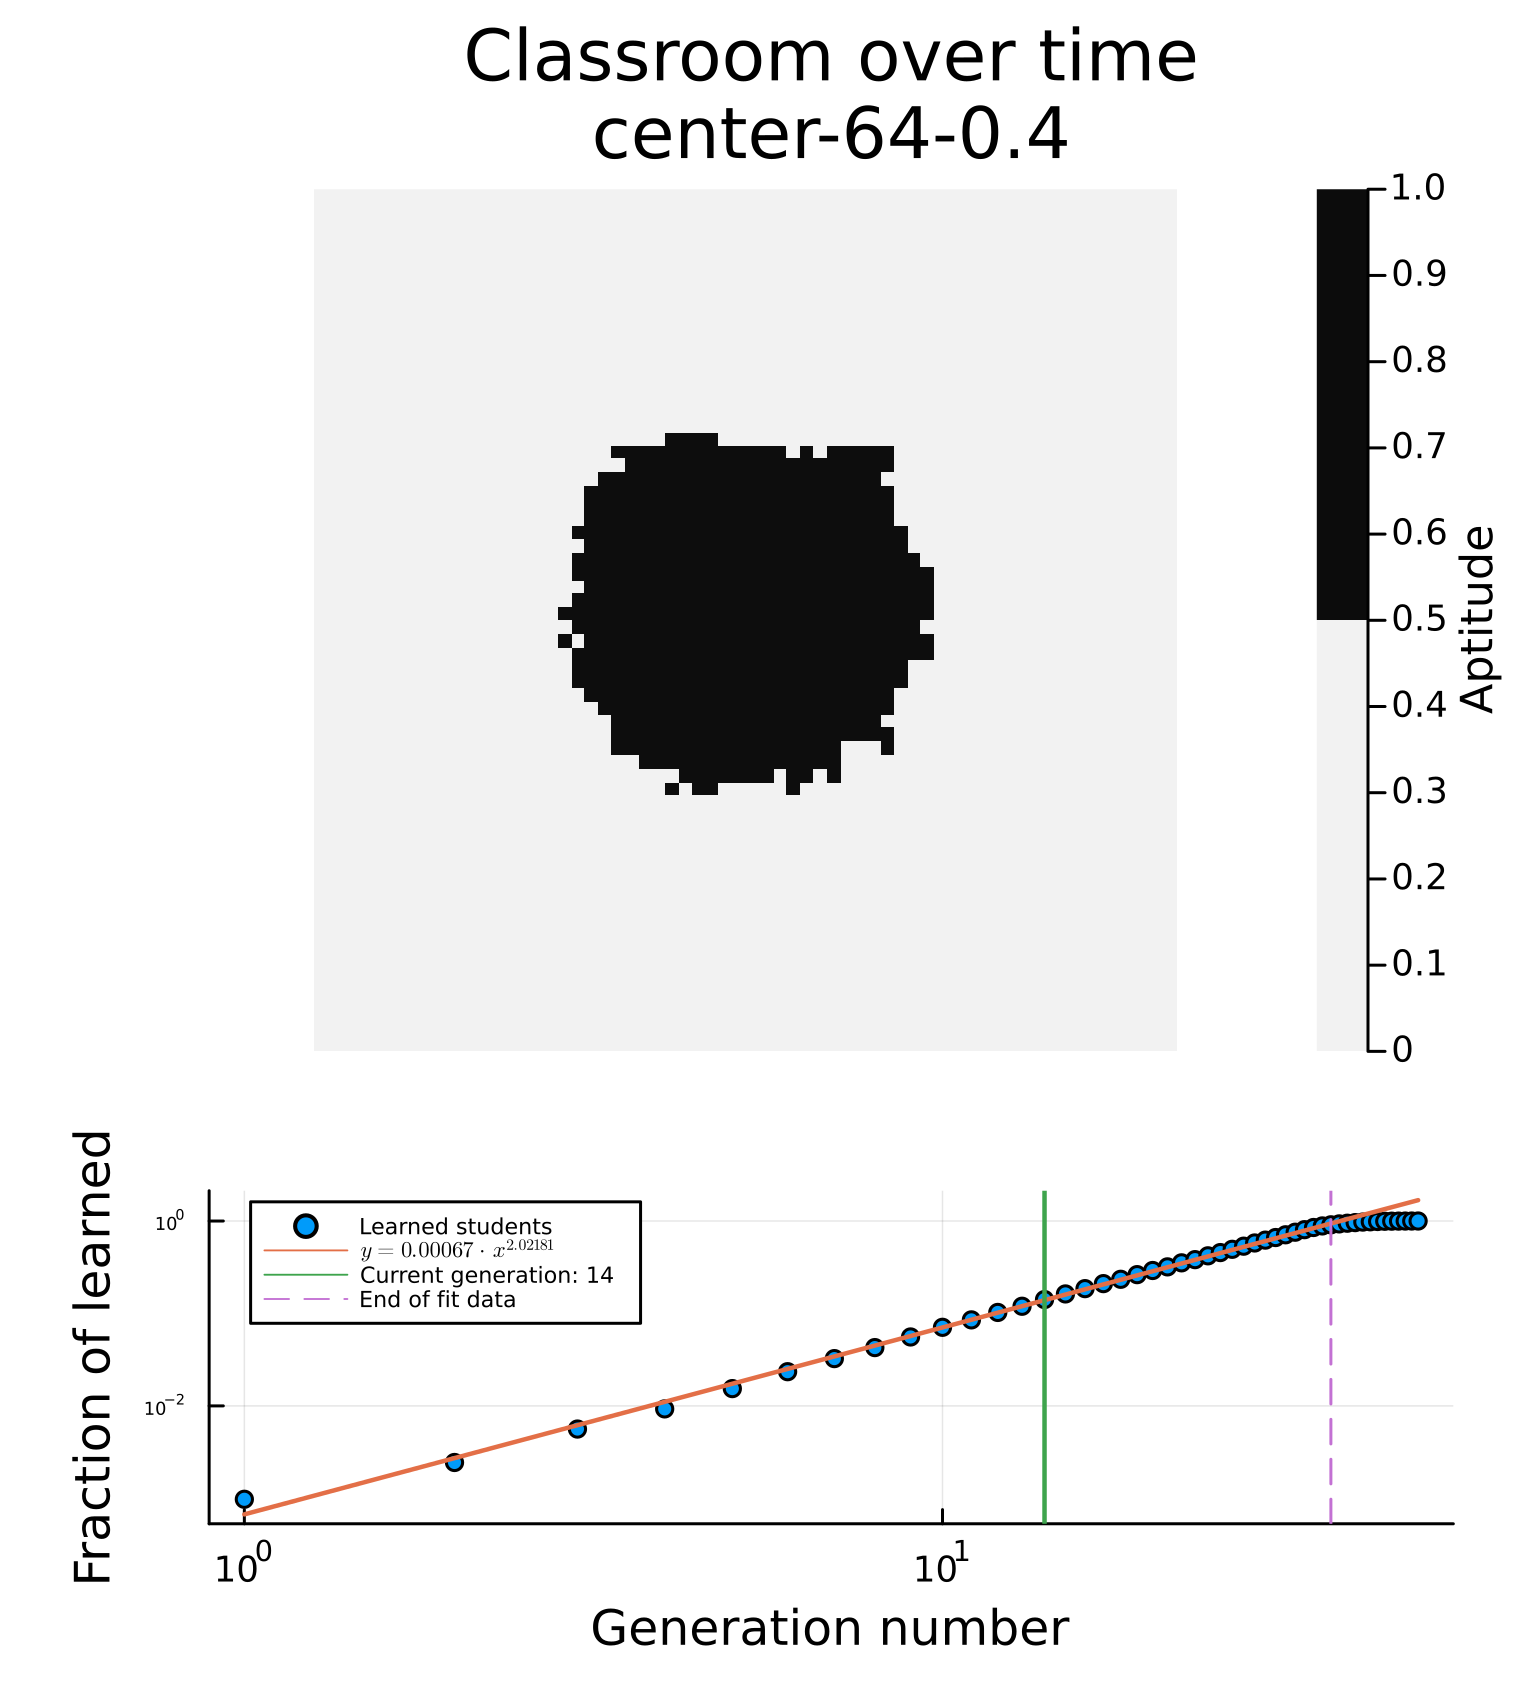 Classroom over time
center-64-0.4
1.0
0.9
0.8
0.7
0.6
0.5
0.4
0.3
0.2
0.1
0
Aptitude
Fraction of learned
10^0
10^−2
Learned students
y = 0.00067 · x^2.02181
Current generation: 14
End of fit data
10^0
10^1
Generation number